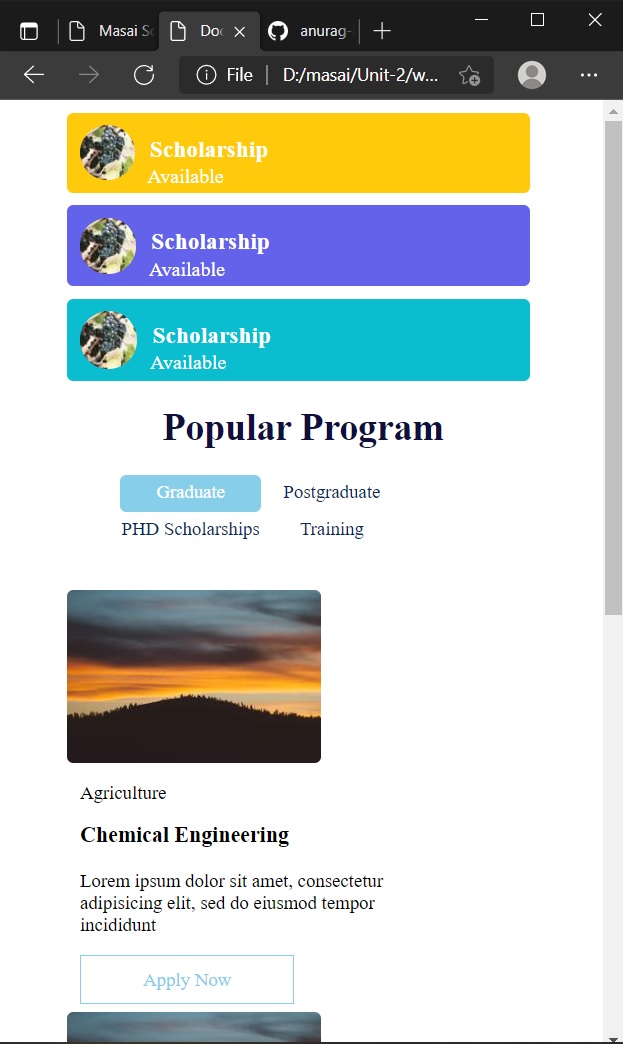 Masai Sc
Doc
anurag-
File
D:/masai/Unit-2/w...
Scholarship
Available
Scholarship
Available
Scholarship
Available
Popular Program
Graduate
Postgraduate
PHD Scholarships
Training
Agriculture
Chemical Engineering
Lorem ipsum dolor sit amet, consectetur
adipisicing elit, sed do eiusmod tempor
incididunt
Apply Now